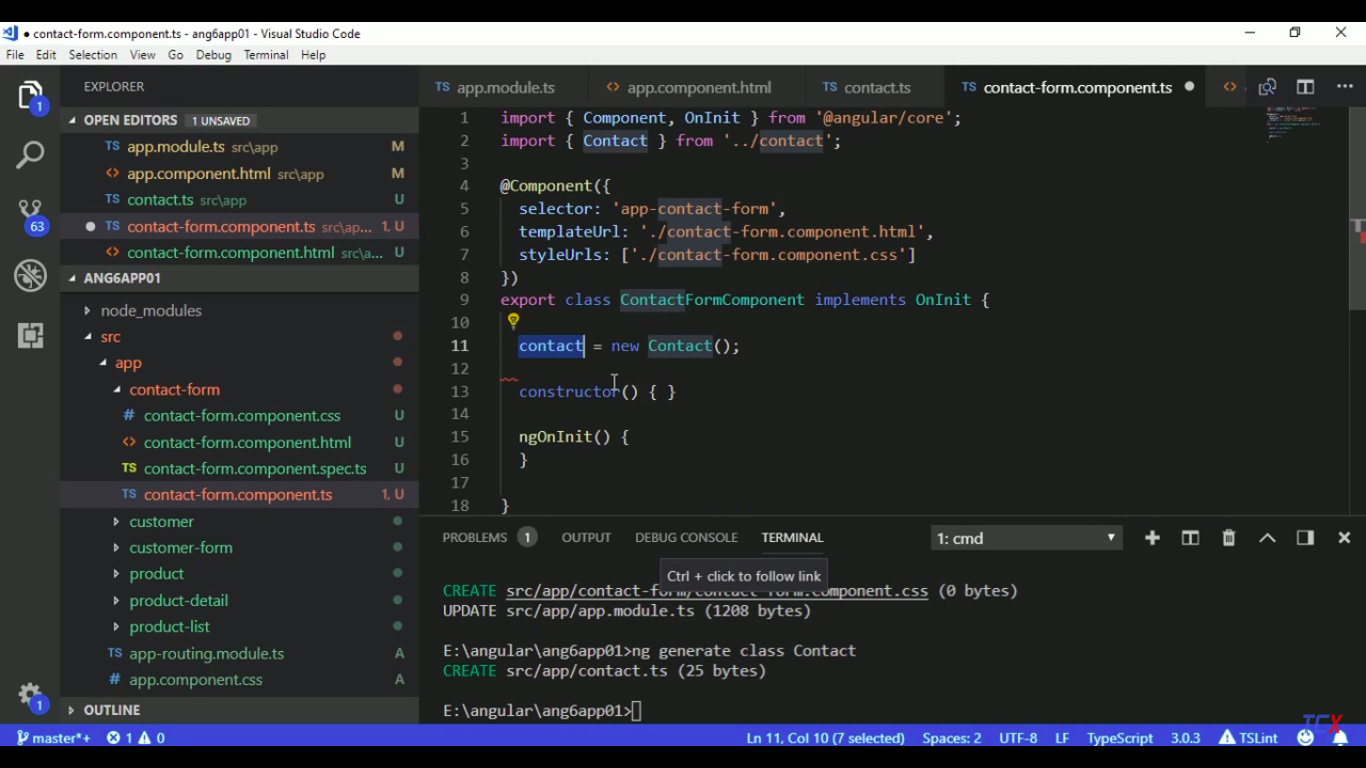 contact-form.component.ts - ang6app01 - Visual Studio Code
File Edit Selection View Go Debug Terminal Help
EXPLORER
OPEN EDITORS 1 UNSAVED
TS app.module.ts src\app M
<> app.component.html src\app M
TS contact.ts src\app U
TS contact-form.component.ts src\ap... 1, U
<> contact-form.component.html src\a... U
ANG6APP01
node_modules
src
app
contact-form
# contact-form.component.css U
<> contact-form.component.html U
TS contact-form.component.spec.ts U
TS contact-form.component.ts 1, U
customer
customer-form
product
product-detail
product-list
TS app-routing.module.ts A
# app.component.css A
OUTLINE
1
63
1
TS app.module.ts <> app.component.html TS contact.ts TS contact-form.component.ts <>
1 import { Component, OnInit } from '@angular/core';
2 import { Contact } from '../contact';
3
4 @Component({
5 selector: 'app-contact-form',
6 templateUrl: './contact-form.component.html',
7 styleUrls: ['./contact-form.component.css']
8 })
9 export class ContactFormComponent implements OnInit {
10
11 contact = new Contact();
12
13 constructor() { }
14
15 ngOnInit() {
16 }
17
18 }
PROBLEMS 1 OUTPUT DEBUG CONSOLE TERMINAL 1: cmd
Ctrl + click to follow link
CREATE src/app/contact-form/contact-form.component.css (0 bytes)
UPDATE src/app/app.module.ts (1208 bytes)
E:\angular\ang6app01>ng generate class Contact
CREATE src/app/contact.ts (25 bytes)
E:\angular\ang6app01>
TCX
master*+ 1 0 Ln 11, Col 10 (7 selected) Spaces: 2 UTF-8 LF TypeScript 3.0.3 TSLint